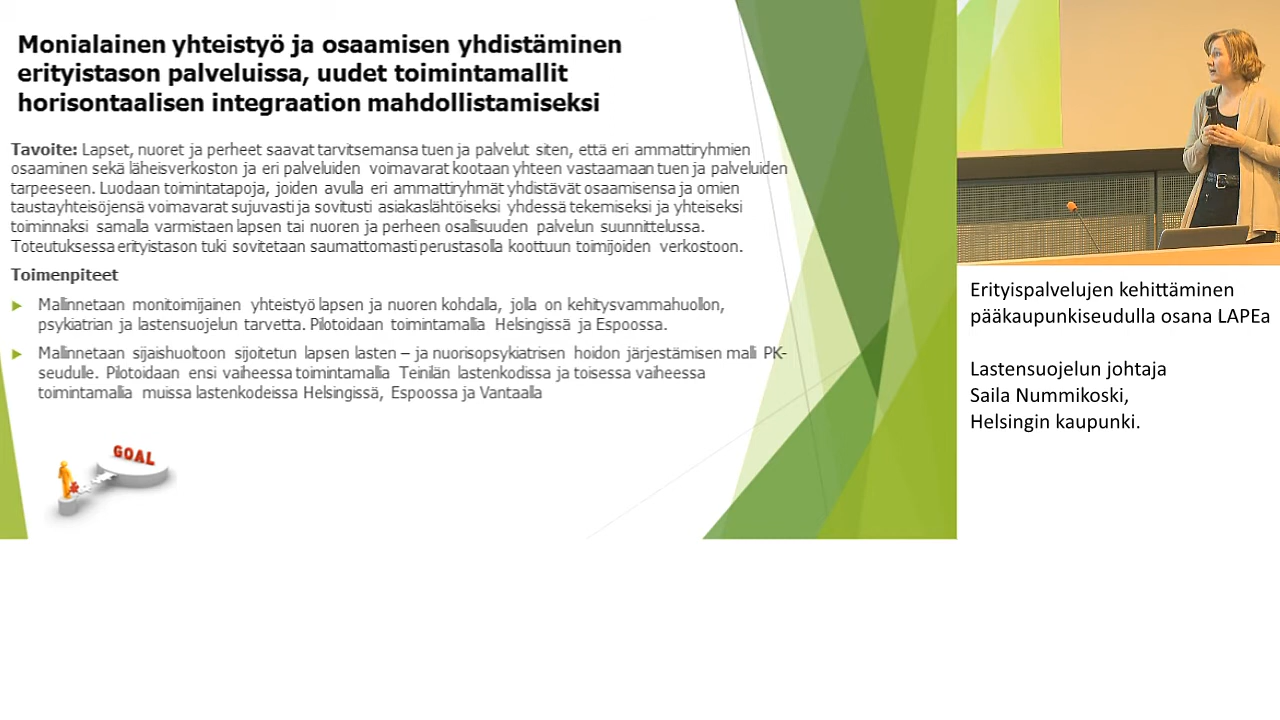 Monialainen yhteistyö ja osaamisen yhdistäminen
erityistason palveluissa, uudet toimintamallit
horisontaalisen integraation mahdollistamiseksi
Tavoite: Lapset, nuoret ja perheet saavat tarvitsemansa tuen ja palvelut siten, että eri ammattiryhmien
osaaminen sekä läheisverkoston ja eri palveluiden voimavarat kootaan yhteen vastaamaan tuen ja palveluiden
tarpeeseen. Luodaan toimintatapoja, joiden avulla eri ammattiryhmät yhdistävät osaamisensa ja omien
taustayhteisöjensä voimavarat sujuvasti ja sovitusti asiakaslähtöiseksi yhdessä tekemiseksi ja yhteiseksi
toiminnaksi samalla varmistaen lapsen tai nuoren ja perheen osallisuuden palvelun suunnittelussa.
Toteutuksessa erityistason tuki sovitetaan saumattomasti perustasolla koottuun toimijoiden verkostoon.
Toimenpiteet
Mallinnetaan monitoimijainen yhteistyö lapsen ja nuoren kohdalla, jolla on kehitysvammahuollon,
psykiatrian ja lastensuojelun tarvetta. Pilotoidaan toimintamallia Helsingissä ja Espoossa.
Mallinnetaan sijaishuoltoon sijoitetun lapsen lasten – ja nuorisopsykiatrisen hoidon järjestämisen malli PK-
seudulle. Pilotoidaan ensi vaiheessa toimintamallia Teinilän lastenkodissa ja toisessa vaiheessa
toimintamallia muissa lastenkodeissa Helsingissä, Espoossa ja Vantaalla
GOAL
Erityispalvelujen kehittäminen
pääkaupunkiseudulla osana LAPEa
Lastensuojelun johtaja
Saila Nummikoski,
Helsingin kaupunki.